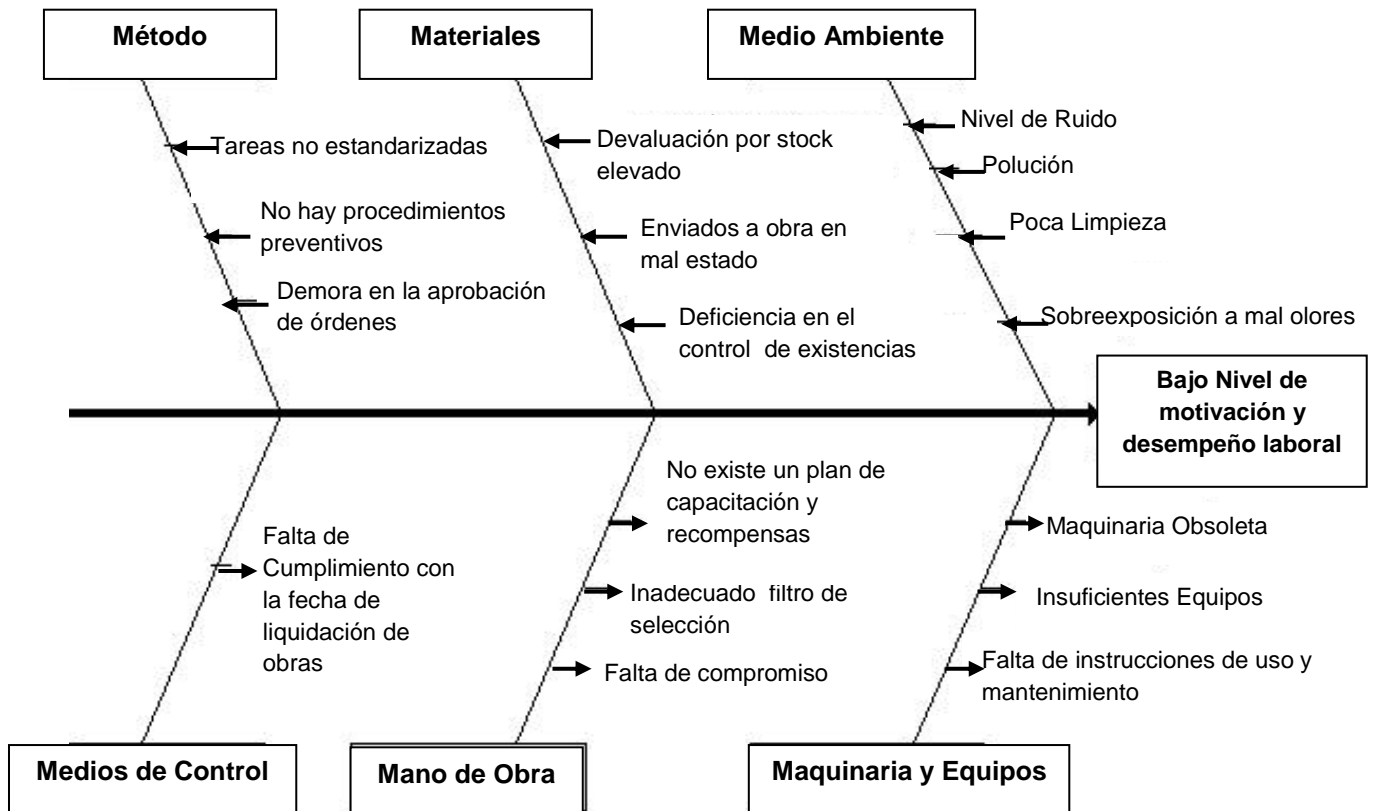 Método
Materiales
Medio Ambiente
Tareas no estandarizadas
No hay procedimientos
preventivos
Demora en la aprobación
de órdenes
Devaluación por stock
elevado
Enviados a obra en
mal estado
Deficiencia en el
control de existencias
Nivel de Ruido
Polución
Poca Limpieza
Sobreexposición a mal olores
Bajo Nivel de
motivación y
desempeño laboral
Falta de
Cumplimiento con
la fecha de
liquidación de
obras
No existe un plan de
capacitación y
recompensas
Inadecuado filtro de
selección
Falta de compromiso
Maquinaria Obsoleta
Insuficientes Equipos
Falta de instrucciones de uso y
mantenimiento
Medios de Control
Mano de Obra
Maquinaria y Equipos